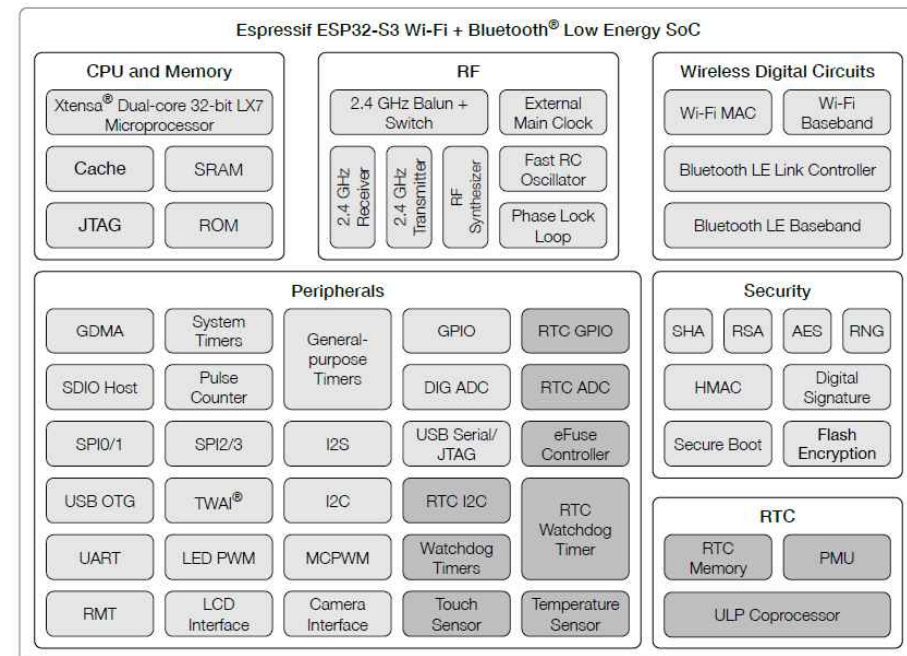 Espressif ESP32-S3 Wi-Fi + Bluetooth® Low Energy SoC
CPU and Memory
Xtensa® Dual-core 32-bit LX7
Microprocessor
Cache
SRAM
JTAG
ROM
RF
2.4 GHz Balun +
Switch
External
Main Clock
2.4 GHz
Receiver
2.4 GHz
Transmitter
RF
Synthesizer
Fast RC
Oscillator
Phase Lock
Loop
Wireless Digital Circuits
Wi-Fi MAC
Wi-Fi
Baseband
Bluetooth LE Link Controller
Bluetooth LE Baseband
Peripherals
GDMA
System
Timers
General-
purpose
Timers
GPIO
RTC GPIO
SDIO Host
Pulse
Counter
DIG ADC
RTC ADC
SPI0/1
SPI2/3
I2S
USB Serial/
JTAG
eFuse
Controller
USB OTG
TWAI®
I2C
RTC I2C
RTC
Watchdog
Timer
UART
LED PWM
MCPWM
Watchdog
Timers
RMT
LCD
Interface
Camera
Interface
Touch
Sensor
Temperature
Sensor
Security
SHA
RSA
AES
RNG
HMAC
Digital
Signature
Secure Boot
Flash
Encryption
RTC
RTC
Memory
PMU
ULP Coprocessor